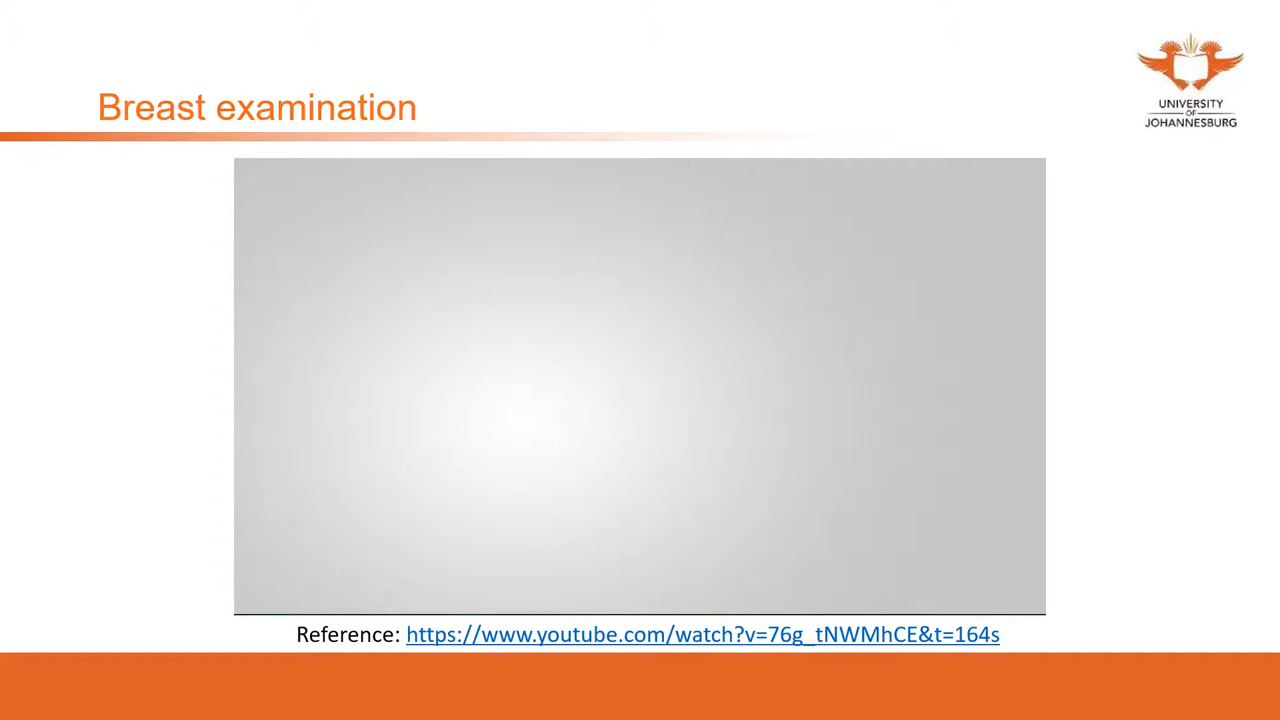 Breast examination
UNIVERSITY
OF
JOHANNESBURG
Reference: https://www.youtube.com/watch?v=76g_tNWMhCE&t=164s